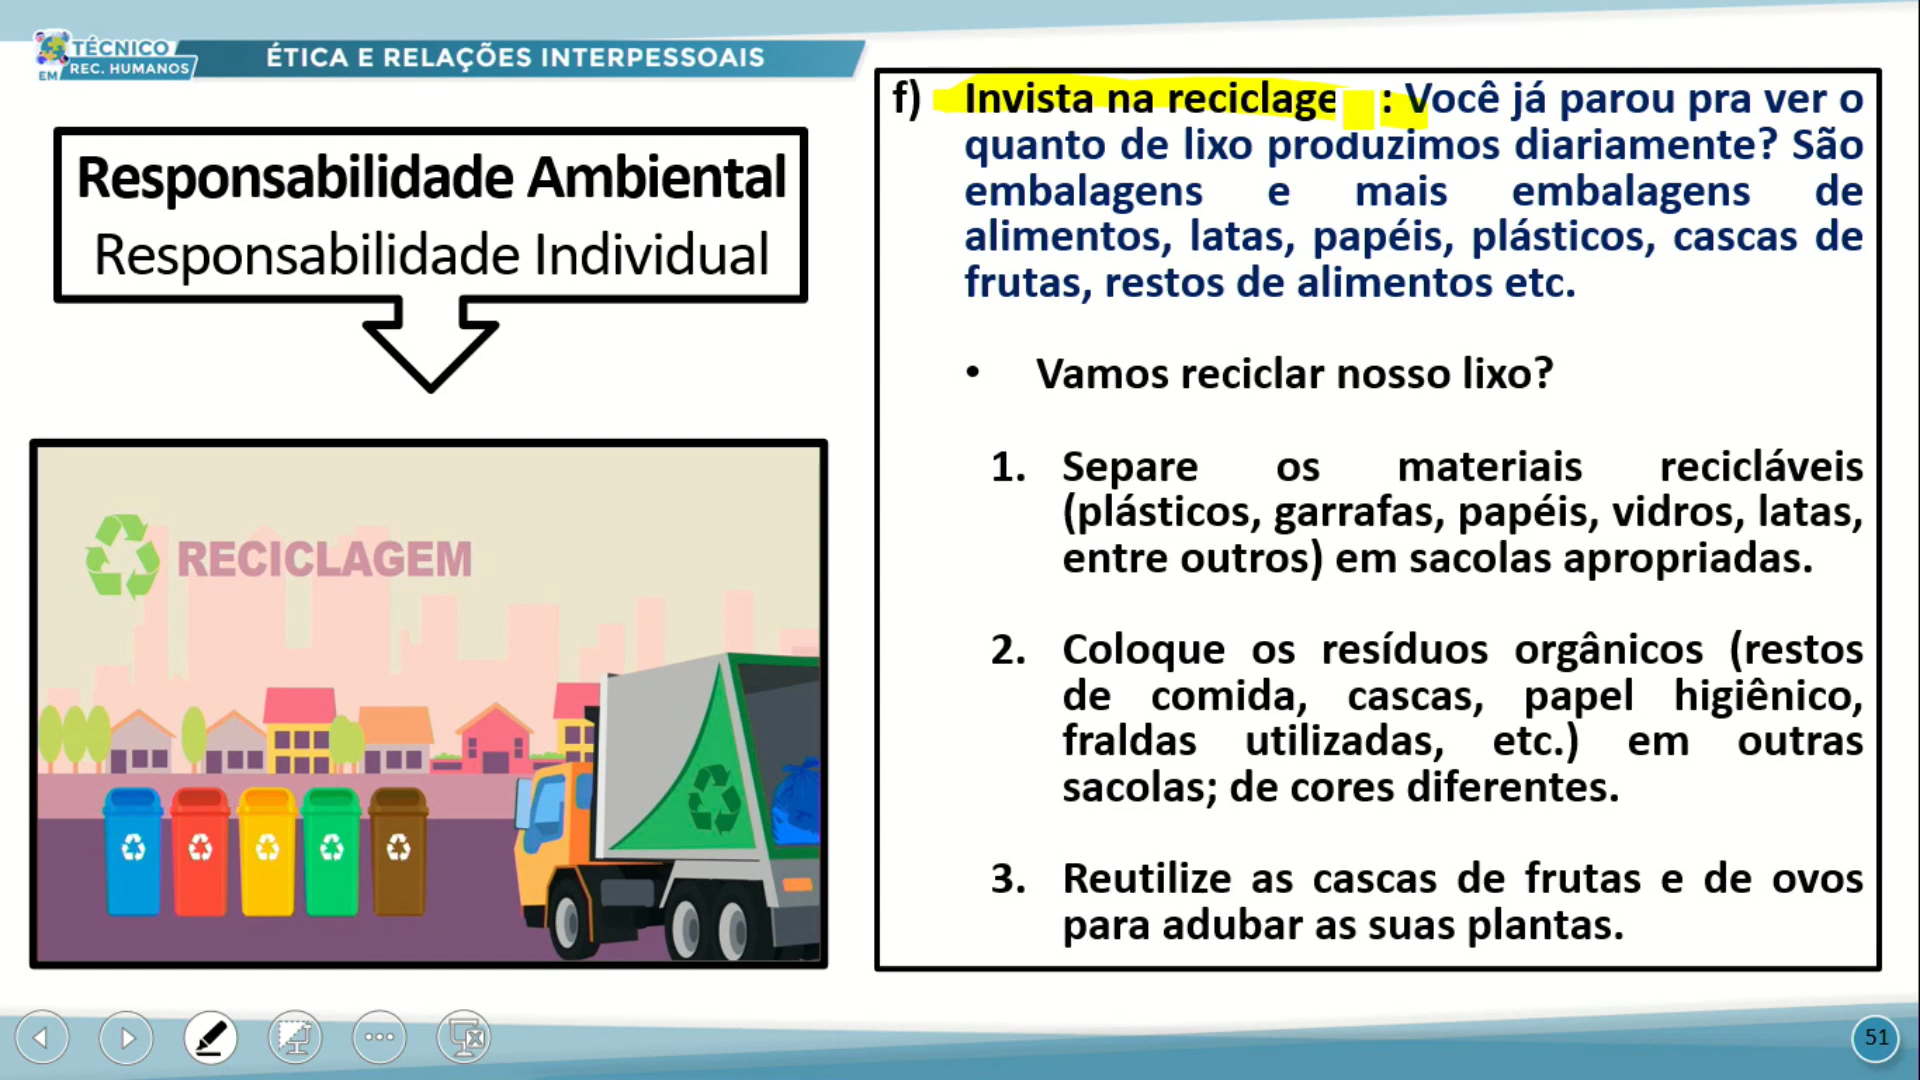 TÉCNICO
EM REC. HUMANOS
ÉTICA E RELAÇÕES INTERPESSOAIS
Responsabilidade Ambiental
Responsabilidade Individual
RECICLAGEM
f) Invista na reciclage : Você já parou pra ver o
quanto de lixo produzimos diariamente? São
embalagens e mais embalagens de
alimentos, latas, papéis, plásticos, cascas de
frutas, restos de alimentos etc.
• Vamos reciclar nosso lixo?
1. Separe os materiais recicláveis
(plásticos, garrafas, papéis, vidros, latas,
entre outros) em sacolas apropriadas.
2. Coloque os resíduos orgânicos (restos
de comida, cascas, papel higiênico,
fraldas utilizadas, etc.) em outras
sacolas; de cores diferentes.
3. Reutilize as cascas de frutas e de ovos
para adubar as suas plantas.
51